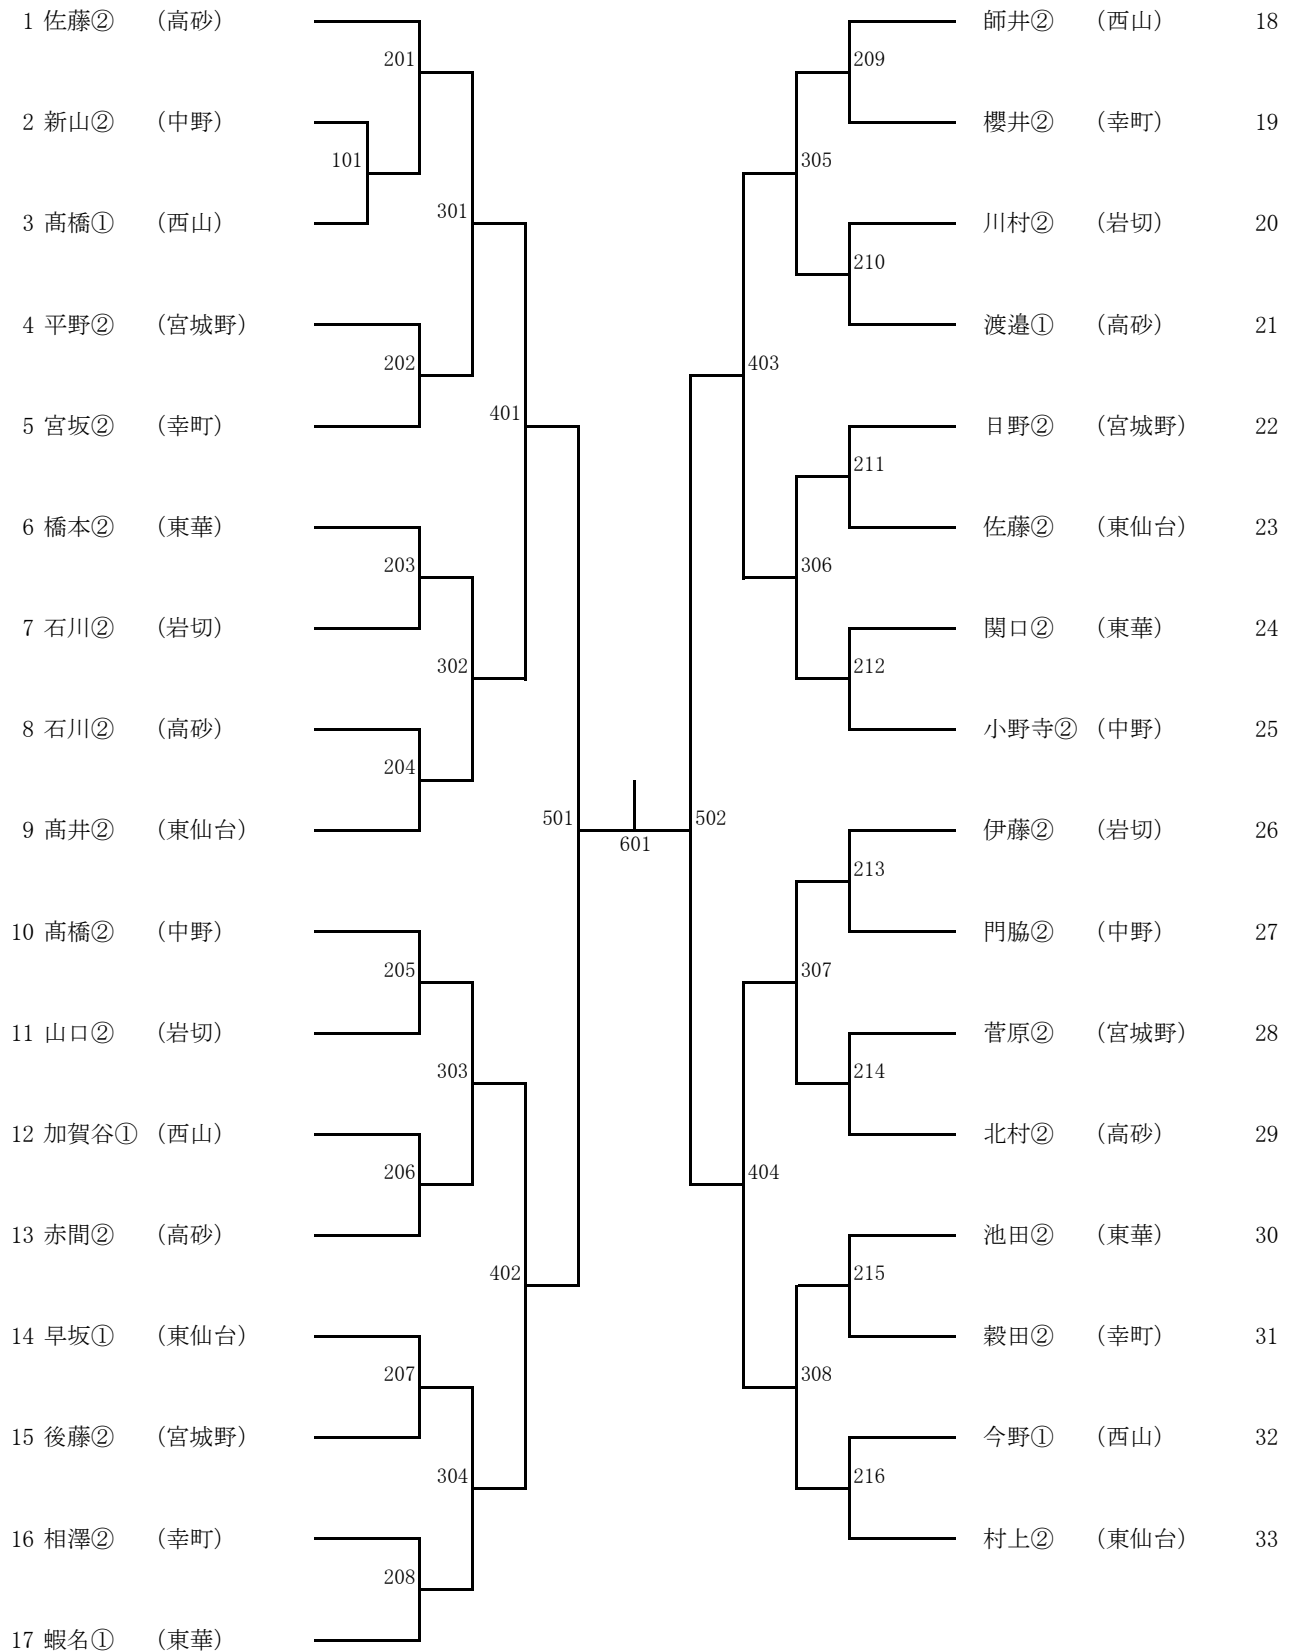 1 佐藤② （高砂）
201
2 新山② （中野）
101
3 髙橋① （西山）
301
4 平野② （宮城野）
202
5 宮坂② （幸町）
401
6 橋本② （東華）
203
7 石川② （岩切）
302
8 石川② （高砂）
204
9 髙井② （東仙台）
501
10 髙橋② （中野）
205
11 山口② （岩切）
303
12 加賀谷① （西山）
206
13 赤間② （高砂）
402
14 早坂① （東仙台）
207
15 後藤② （宮城野）
304
16 相澤② （幸町）
208
17 蝦名① （東華）
601
師井② （西山） 18
209
櫻井② （幸町） 19
305
川村② （岩切） 20
210
渡邉① （高砂） 21
403
日野② （宮城野） 22
211
佐藤② （東仙台） 23
306
関口② （東華） 24
212
小野寺② （中野） 25
502
伊藤② （岩切） 26
213
門脇② （中野） 27
307
菅原② （宮城野） 28
214
北村② （高砂） 29
404
池田② （東華） 30
215
穀田② （幸町） 31
308
今野① （西山） 32
216
村上② （東仙台） 33